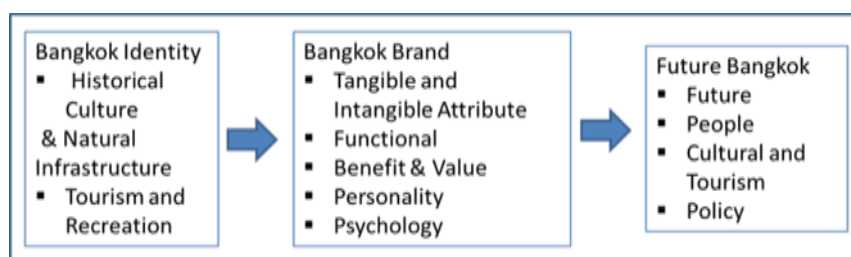 Bangkok Identity
▪ Historical
Culture
& Natural
Infrastructure
▪ Tourism and
Recreation
Bangkok Brand
▪ Tangible and
Intangible Attribute
▪ Functional
▪ Benefit & Value
▪ Personality
▪ Psychology
Future Bangkok
▪ Future
▪ People
▪ Cultural and
Tourism
▪ Policy